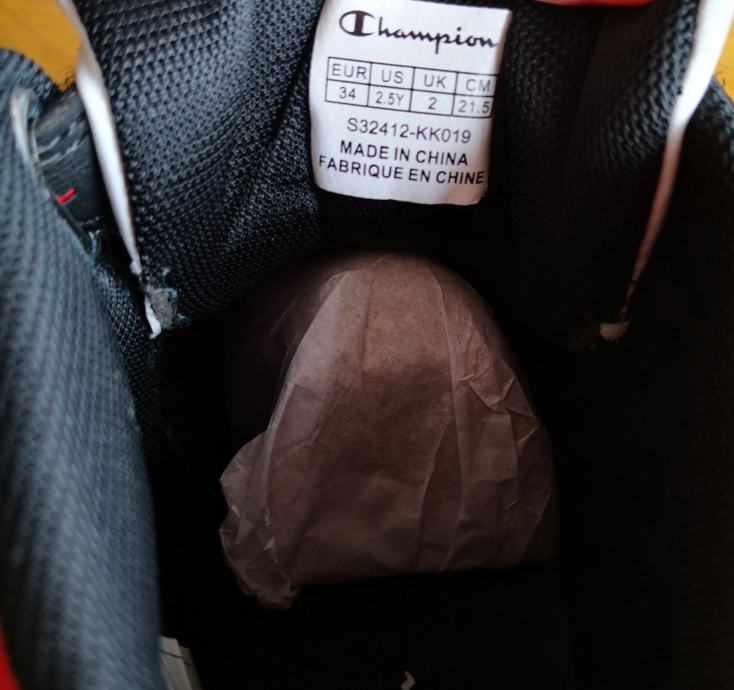 Champion
EUR US UK CM
34 2.5Y 2 21.5
S32412-KK019
MADE IN CHINA
FABRIQUE EN CHINE